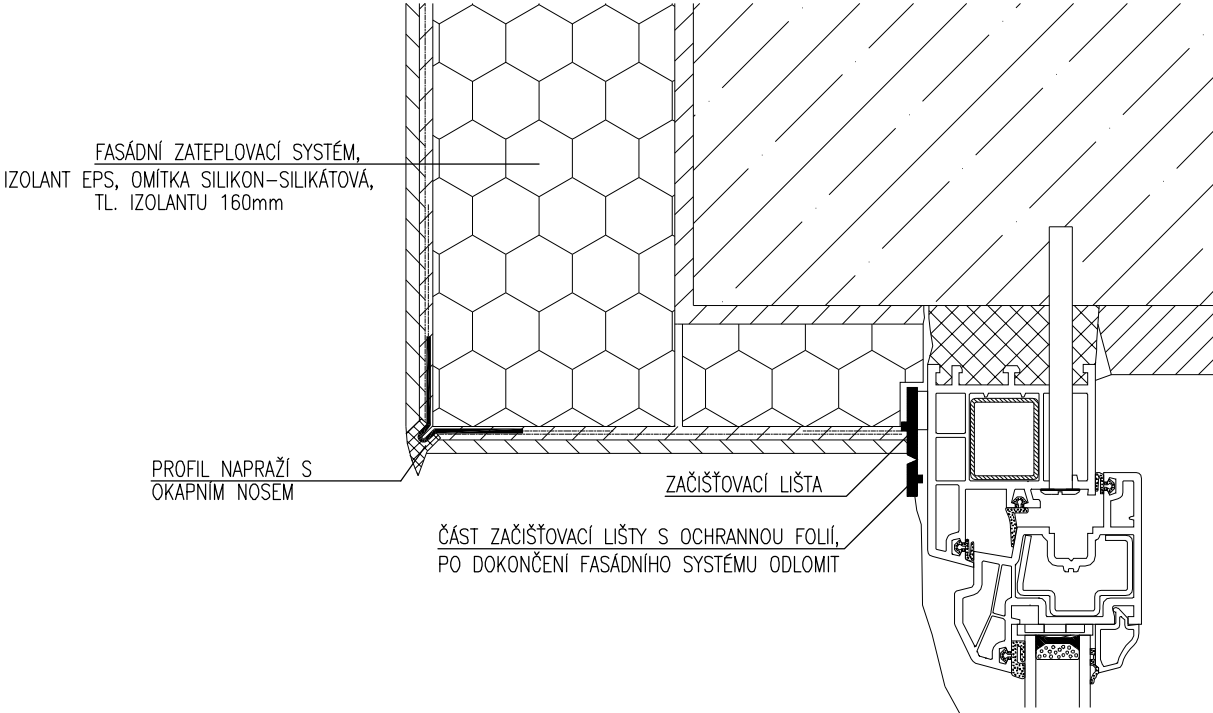 FASÁDNÍ ZATEPLOVACÍ SYSTÉM,
IZOLANT EPS, OMÍTKA SILIKON-SILIKÁTOVÁ,
TL. IZOLANTU 160mm
PROFIL NAPRAŽÍ S
OKAPNÍM NOSEM
ZAČIŠŤOVACÍ LIŠTA
ČÁST ZAČIŠŤOVACÍ LIŠTY S OCHRANNOU FOLIÍ,
PO DOKONČENÍ FASÁDNÍHO SYSTÉMU ODLOMIT